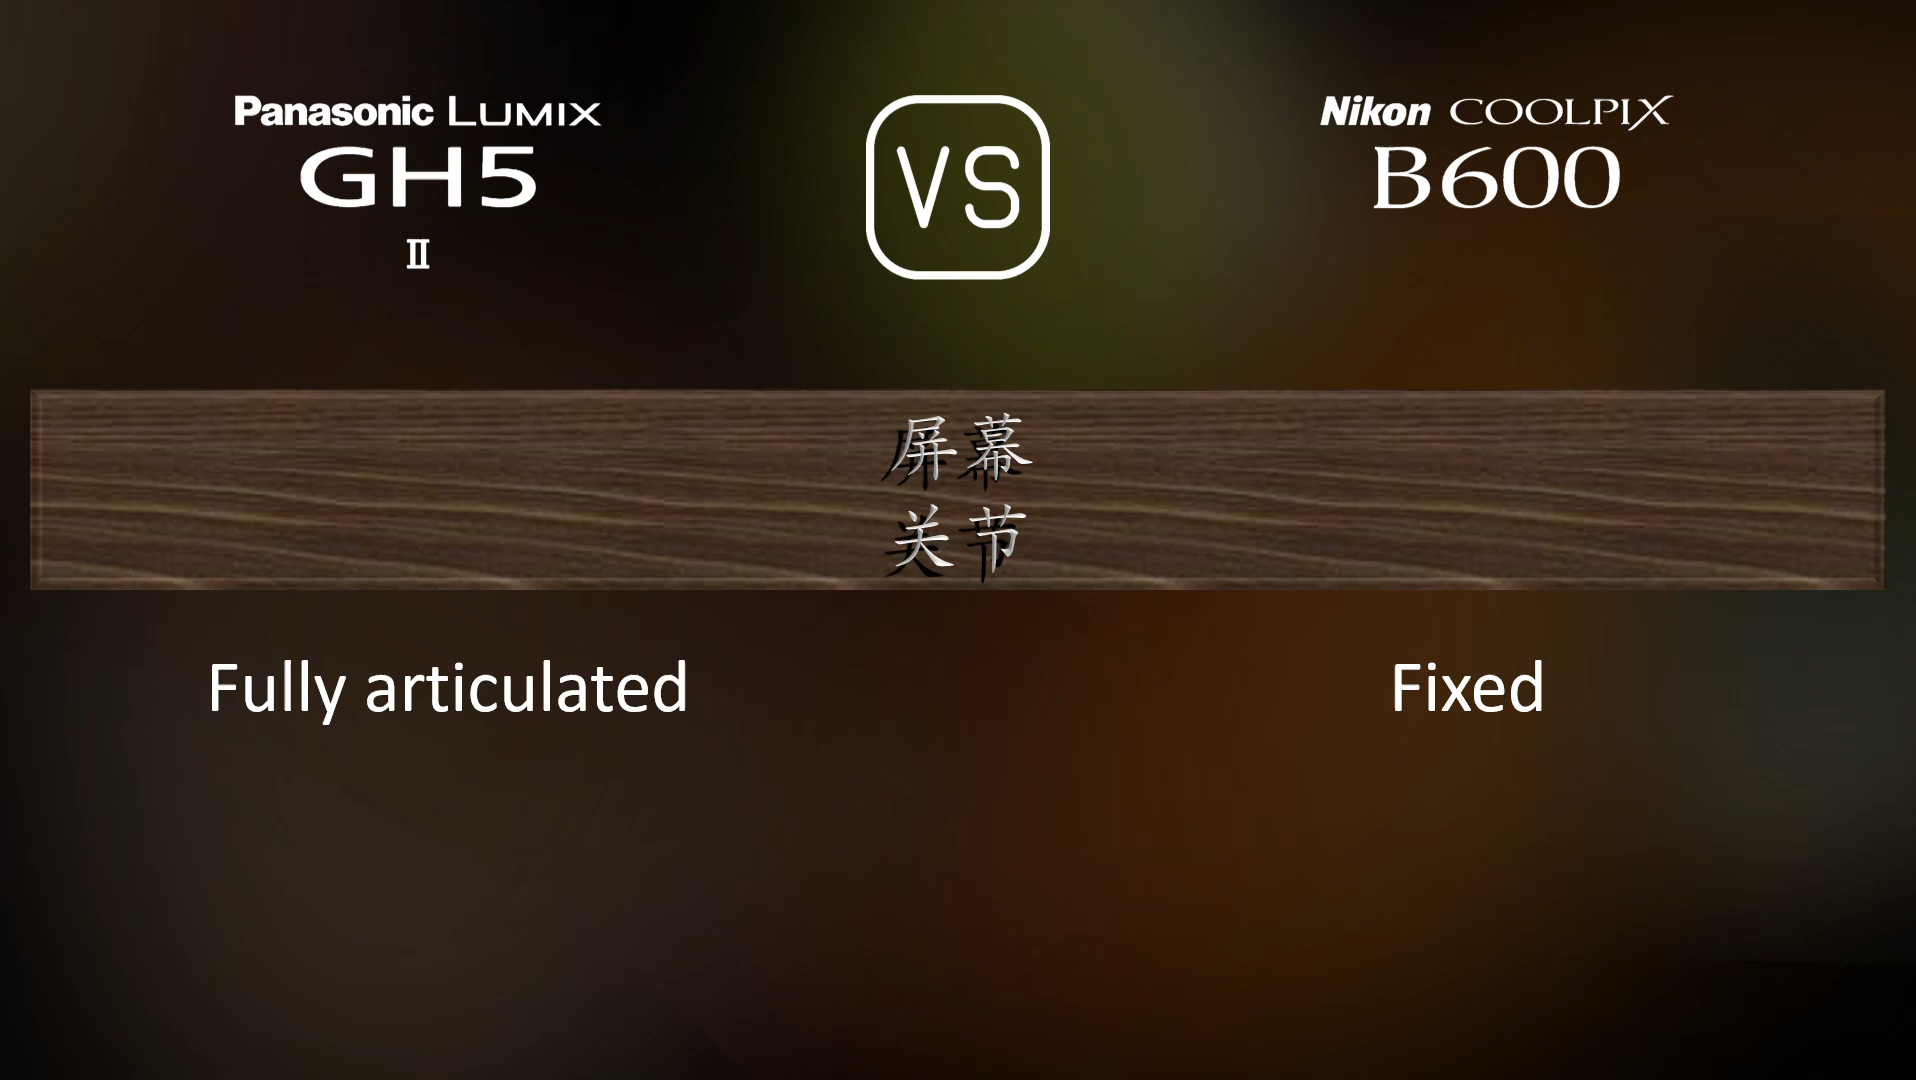 Panasonic LUMIX
GH5
II
VS
Nikon COOLPIX
B600
屏幕
关节
Fully articulated
Fixed